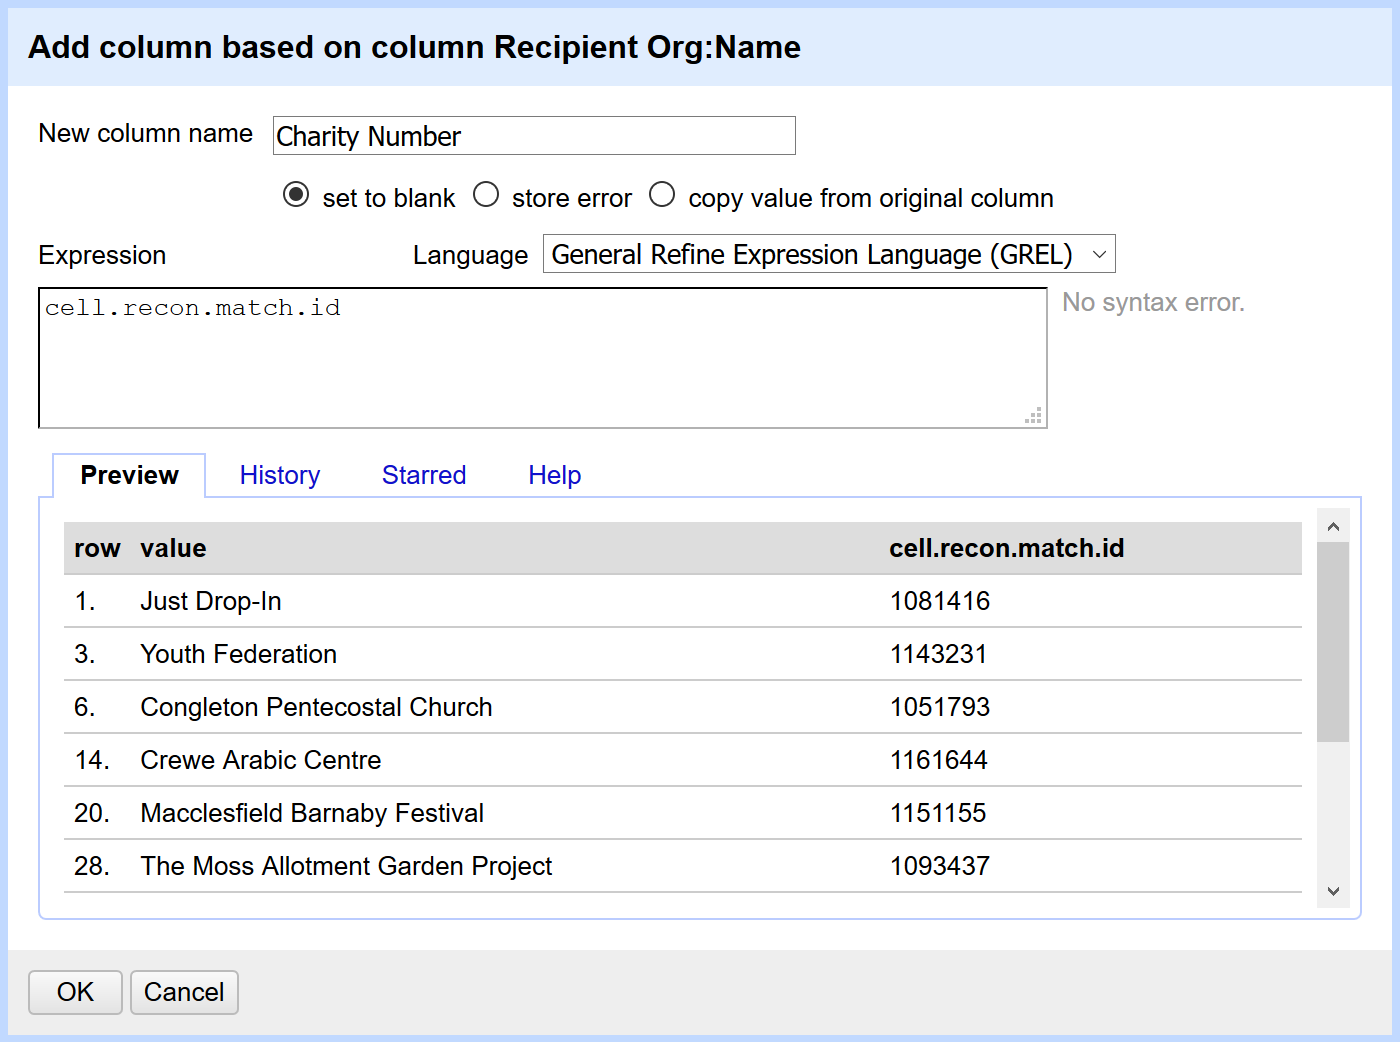 Add column based on column Recipient Org:Name
New column name Charity Number
set to blank store error copy value from original column
Expression Language General Refine Expression Language (GREL)
cell.recon.match.id
No syntax error.
Preview History Starred Help
row value cell.recon.match.id
1. Just Drop-In 1081416
3. Youth Federation 1143231
6. Congleton Pentecostal Church 1051793
14. Crewe Arabic Centre 1161644
20. Macclesfield Barnaby Festival 1151155
28. The Moss Allotment Garden Project 1093437
OK Cancel